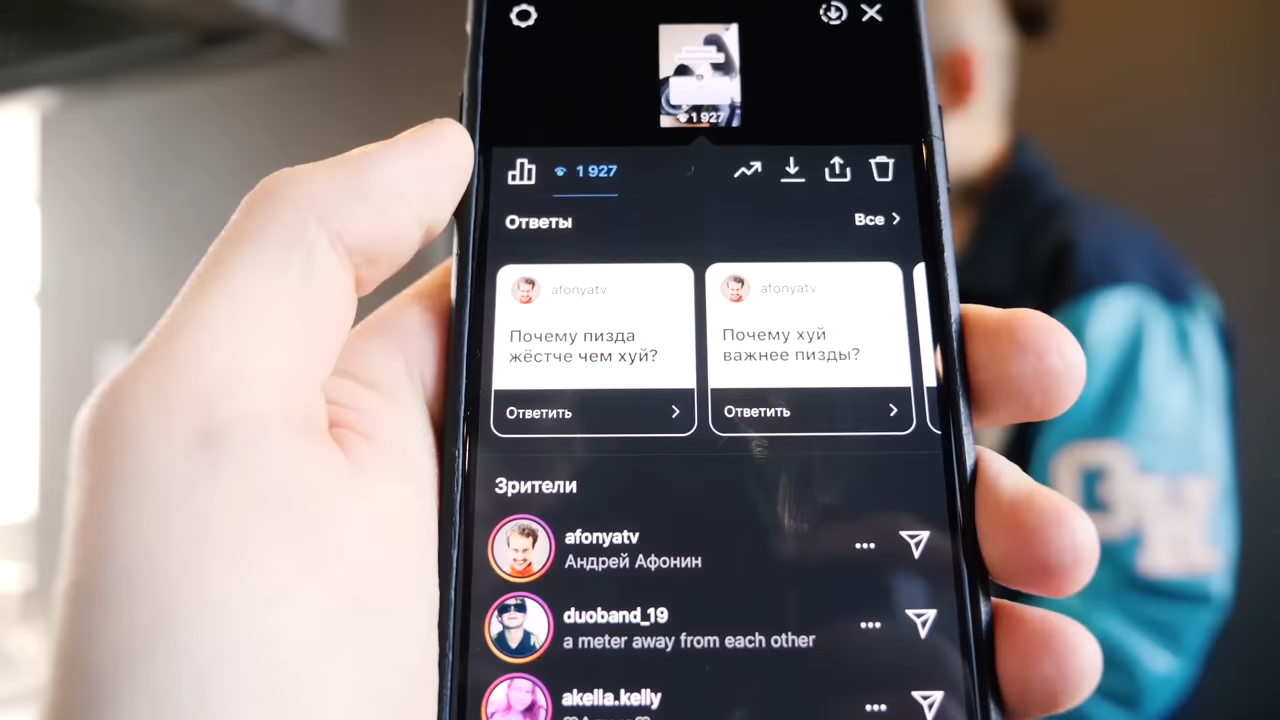 1 927
1 927
Ответы
Все
afonyatv
Почему пизда
жёстче чем хуй?
Ответить
afonyatv
Почему хуй
важнее пизды?
Ответить
Зрители
afonyatv
Андрей Афонин
duoband_19
a meter away from each other
akella.kelly